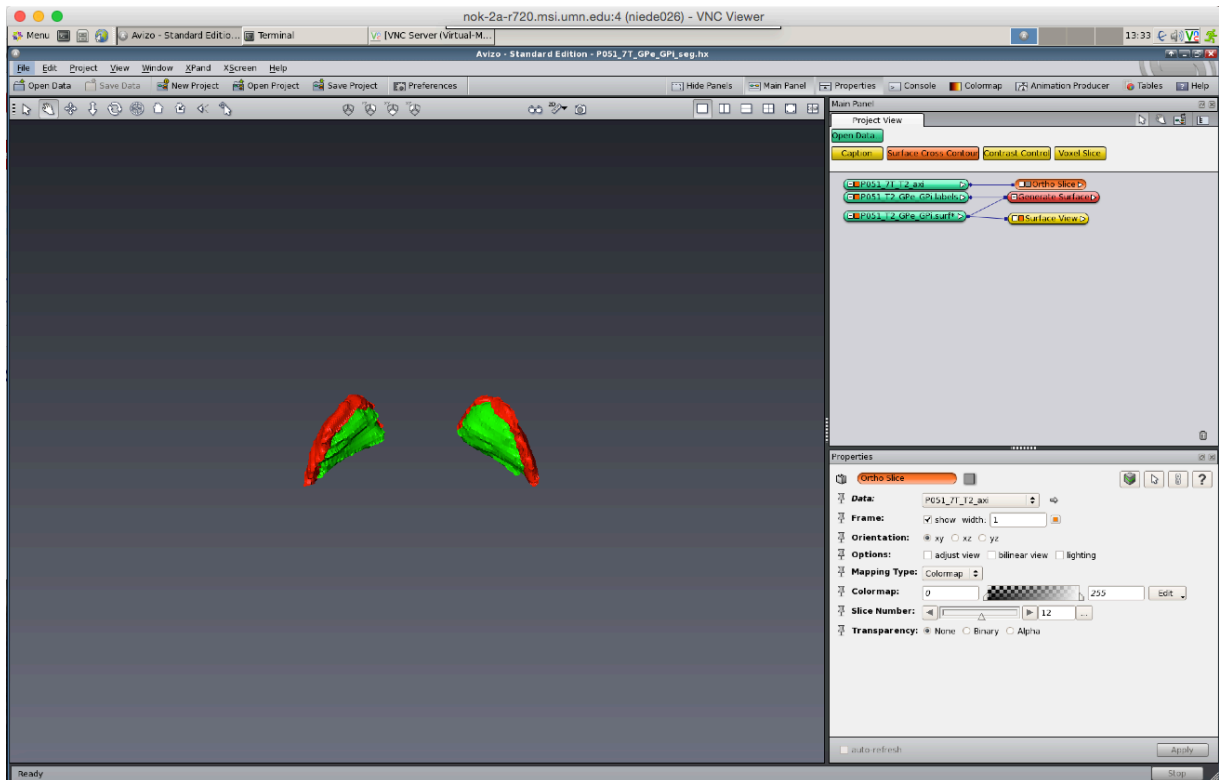 nok-2a-r720.msi.umn.edu:4 (niede026) - VNC Viewer
Menu Avizo - Standard Editio... Terminal [VNC Server (Virtual-M... 13:33
Avizo - Standard Edition - P051_7T_GPe_GPi_seg.hx
File Edit Project View Window XPand XScreen Help
Open Data Save Data New Project Open Project Save Project Preferences Hide Panels Main Panel Properties Console Colormap Animation Producer Tables Help
Main Panel
Project View
Open Data...
Caption Surface Cross Contour Contrast Control Voxel Slice
P051_7T_T2_axi Ortho Slice
P051_T2_GPe_GPi.labels Generate Surface
P051_T2_GPe_GPi.surf* Surface View
Properties
Ortho Slice ?
Data: P051_7T_T2_axi
Frame: show width: 1
Orientation: xy xz yz
Options: adjust view bilinear view lighting
Mapping Type: Colormap
Colormap: 0 255 Edit
Slice Number: 12 ...
Transparency: None Binary Alpha
auto-refresh Apply
Ready Stop